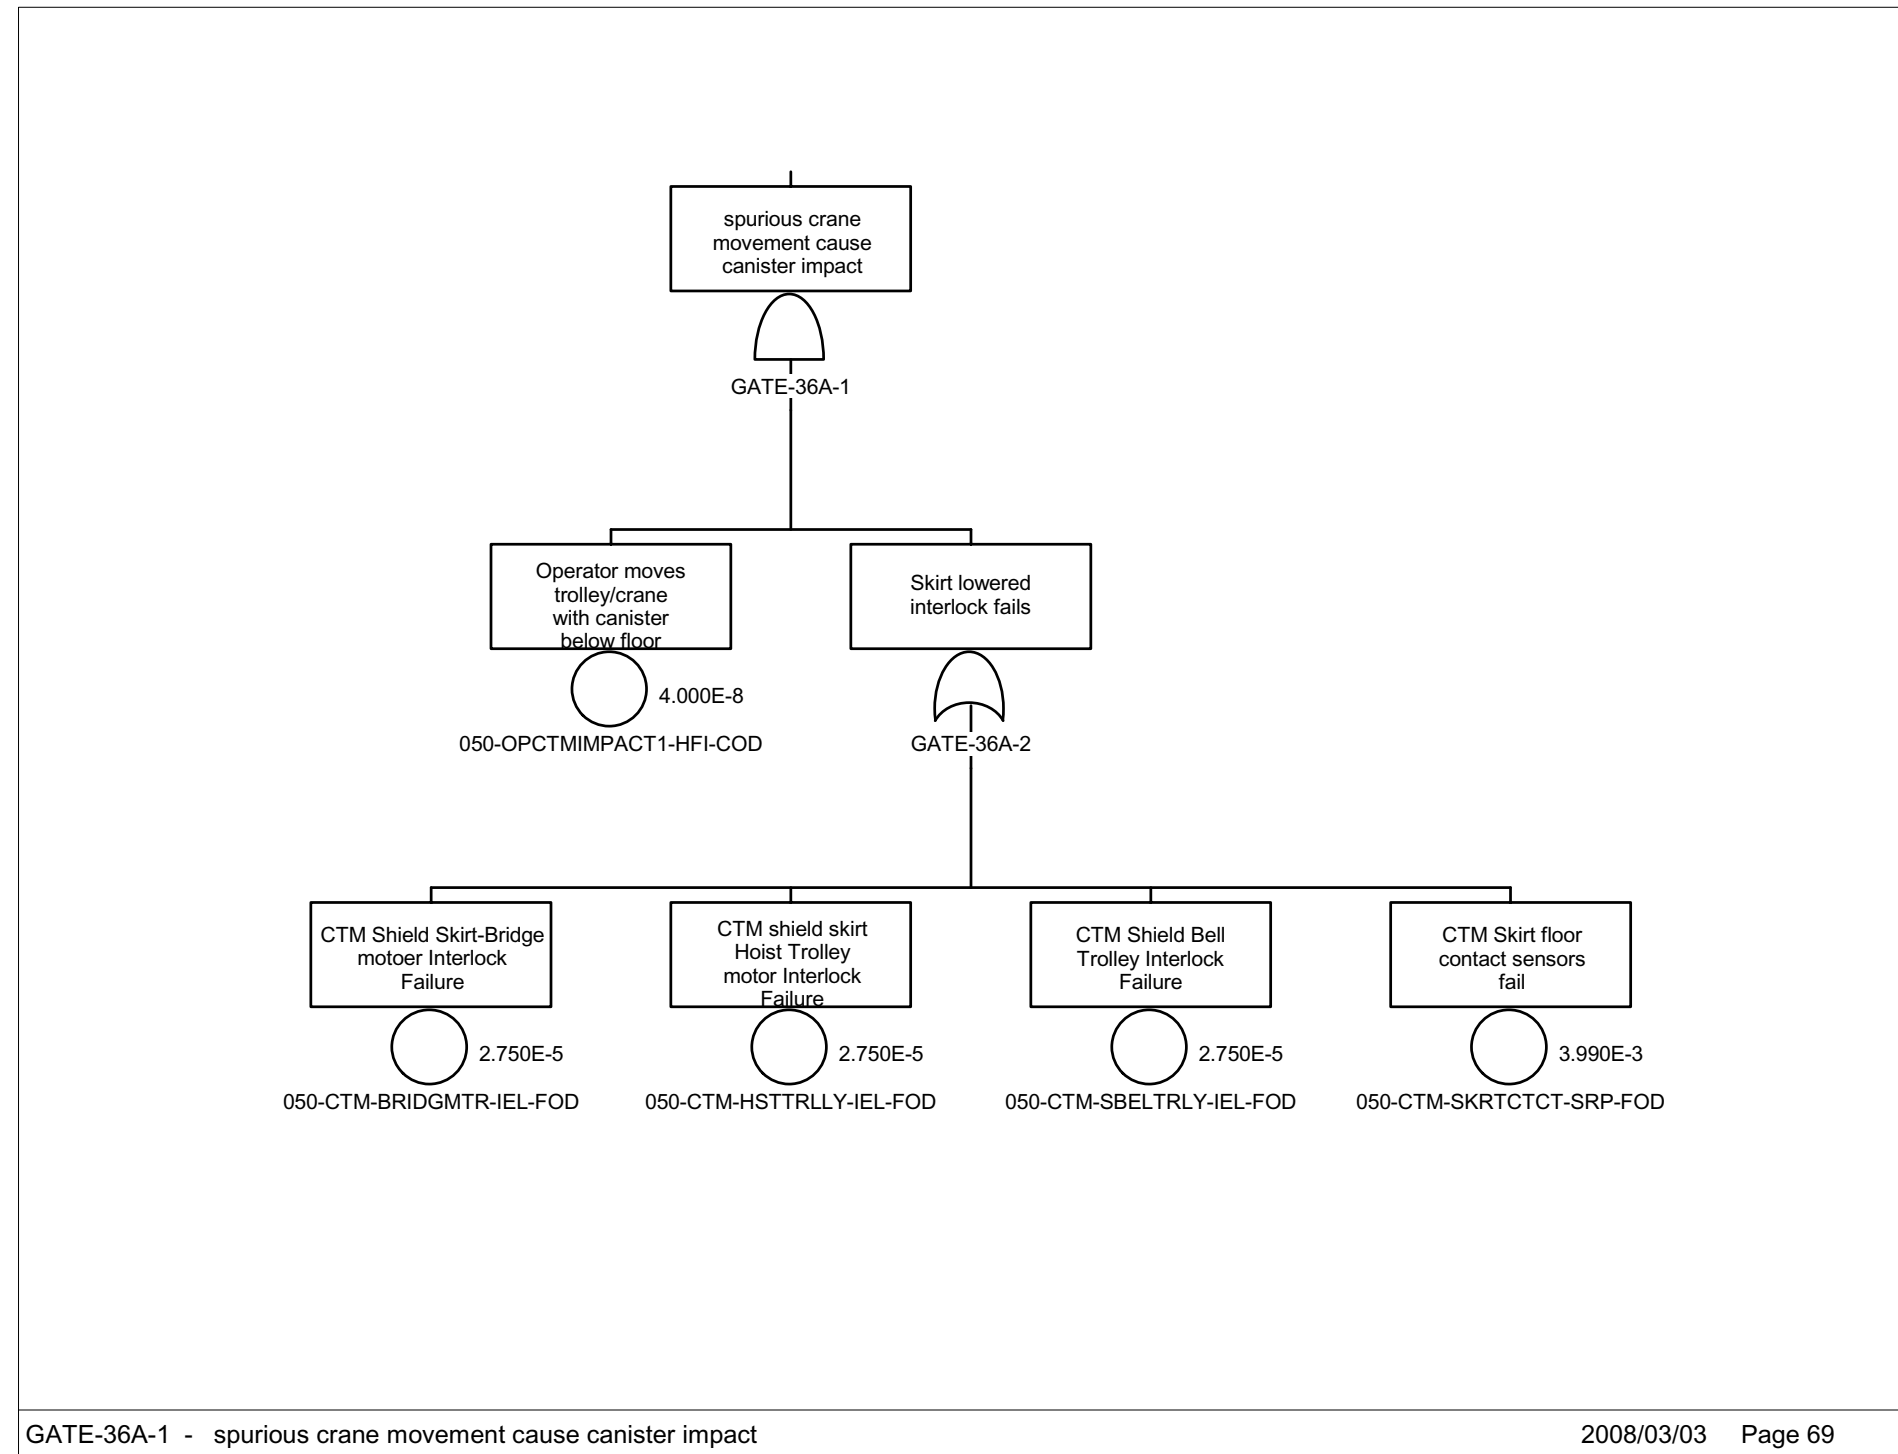 spurious crane
movement cause
canister impact
GATE-36A-1
Operator moves
trolley/crane
with canister
below floor
4.000E-8
050-OPCTMIMPACT1-HFI-COD
Skirt lowered
interlock fails
GATE-36A-2
CTM Shield Skirt-Bridge
motoer Interlock
Failure
2.750E-5
050-CTM-BRIDGMTR-IEL-FOD
CTM shield skirt
Hoist Trolley
motor Interlock
Failure
2.750E-5
050-CTM-HSTTRLLY-IEL-FOD
CTM Shield Bell
Trolley Interlock
Failure
2.750E-5
050-CTM-SBELTRLY-IEL-FOD
CTM Skirt floor
contact sensors
fail
3.990E-3
050-CTM-SKRTCTCT-SRP-FOD
GATE-36A-1 - spurious crane movement cause canister impact
2008/03/03 Page 69